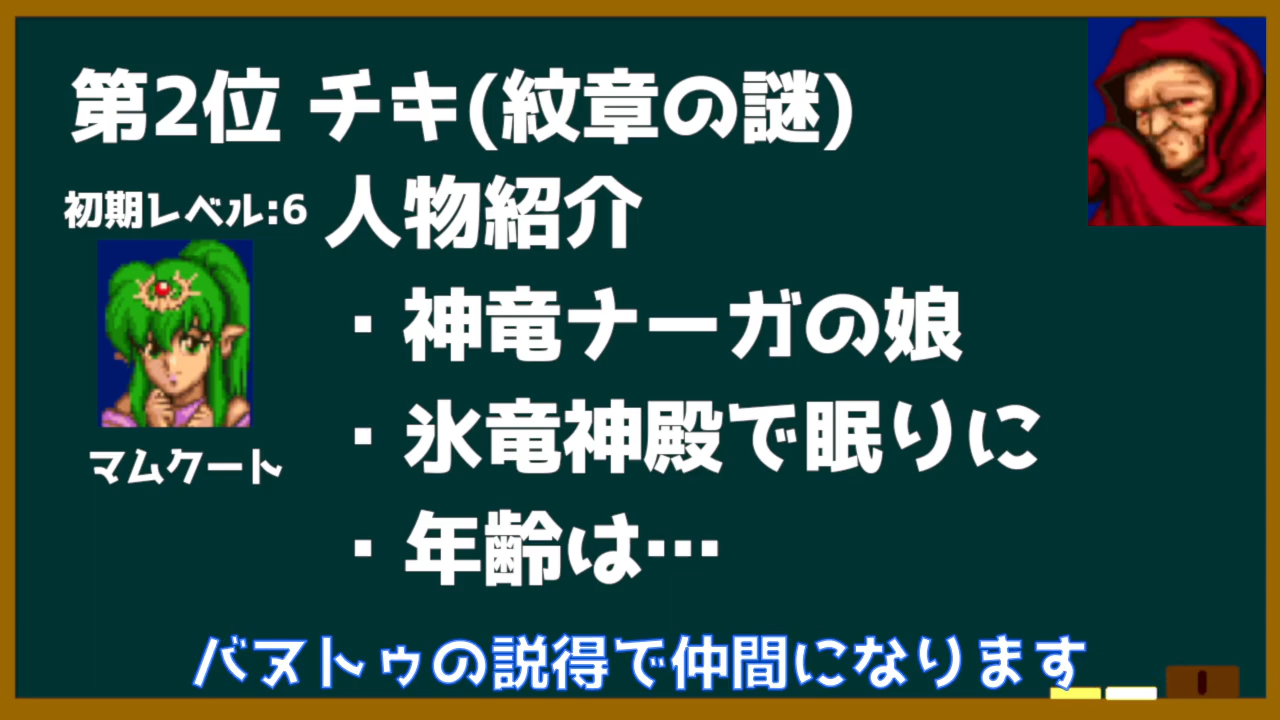 第2位 チキ(紋章の謎)
初期レベル:6
人物紹介
・神竜ナーガの娘
・氷竜神殿で眠りに
マムクート
・年齢は…
バヌトゥの説得で仲間になります